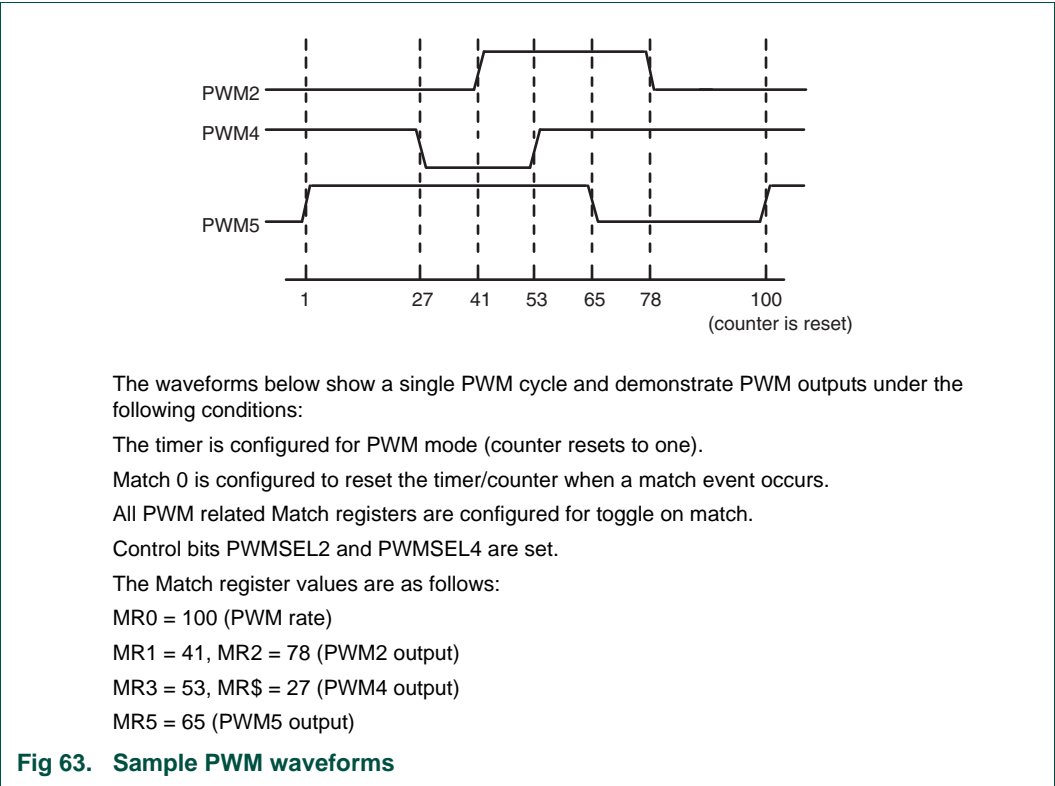 PWM2
PWM4
PWM5
1 27 41 53 65 78 100
(counter is reset)
The waveforms below show a single PWM cycle and demonstrate PWM outputs under the
following conditions:
The timer is configured for PWM mode (counter resets to one).
Match 0 is configured to reset the timer/counter when a match event occurs.
All PWM related Match registers are configured for toggle on match.
Control bits PWMSEL2 and PWMSEL4 are set.
The Match register values are as follows:
MR0 = 100 (PWM rate)
MR1 = 41, MR2 = 78 (PWM2 output)
MR3 = 53, MR$ = 27 (PWM4 output)
MR5 = 65 (PWM5 output)
Fig 63. Sample PWM waveforms